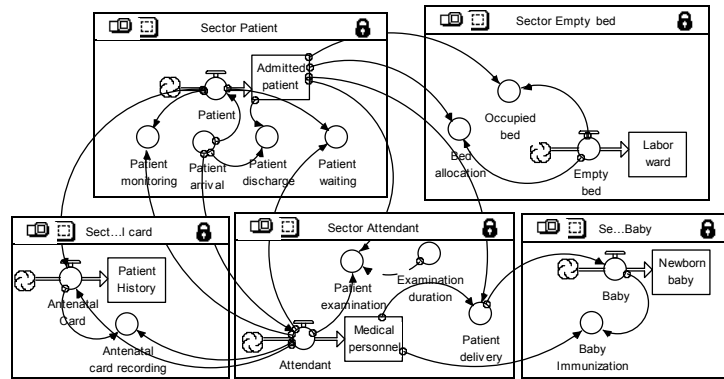 Sector Patient
Admitted
patient
Patient
Patient
monitoring
Patient
arrival
Patient
discharge
Patient
waiting
Sector Empty bed
Occupied
bed
Bed
allocation
Empty
bed
Labor
ward
Sect...l card
Patient
History
Antenatal
Card
Antenatal
card recording
Sector Attendant
Patient
examination
Examination
duration
Attendant
Medical
personnel
Patient
delivery
Se...Baby
Newborn
baby
Baby
Baby
Immunization